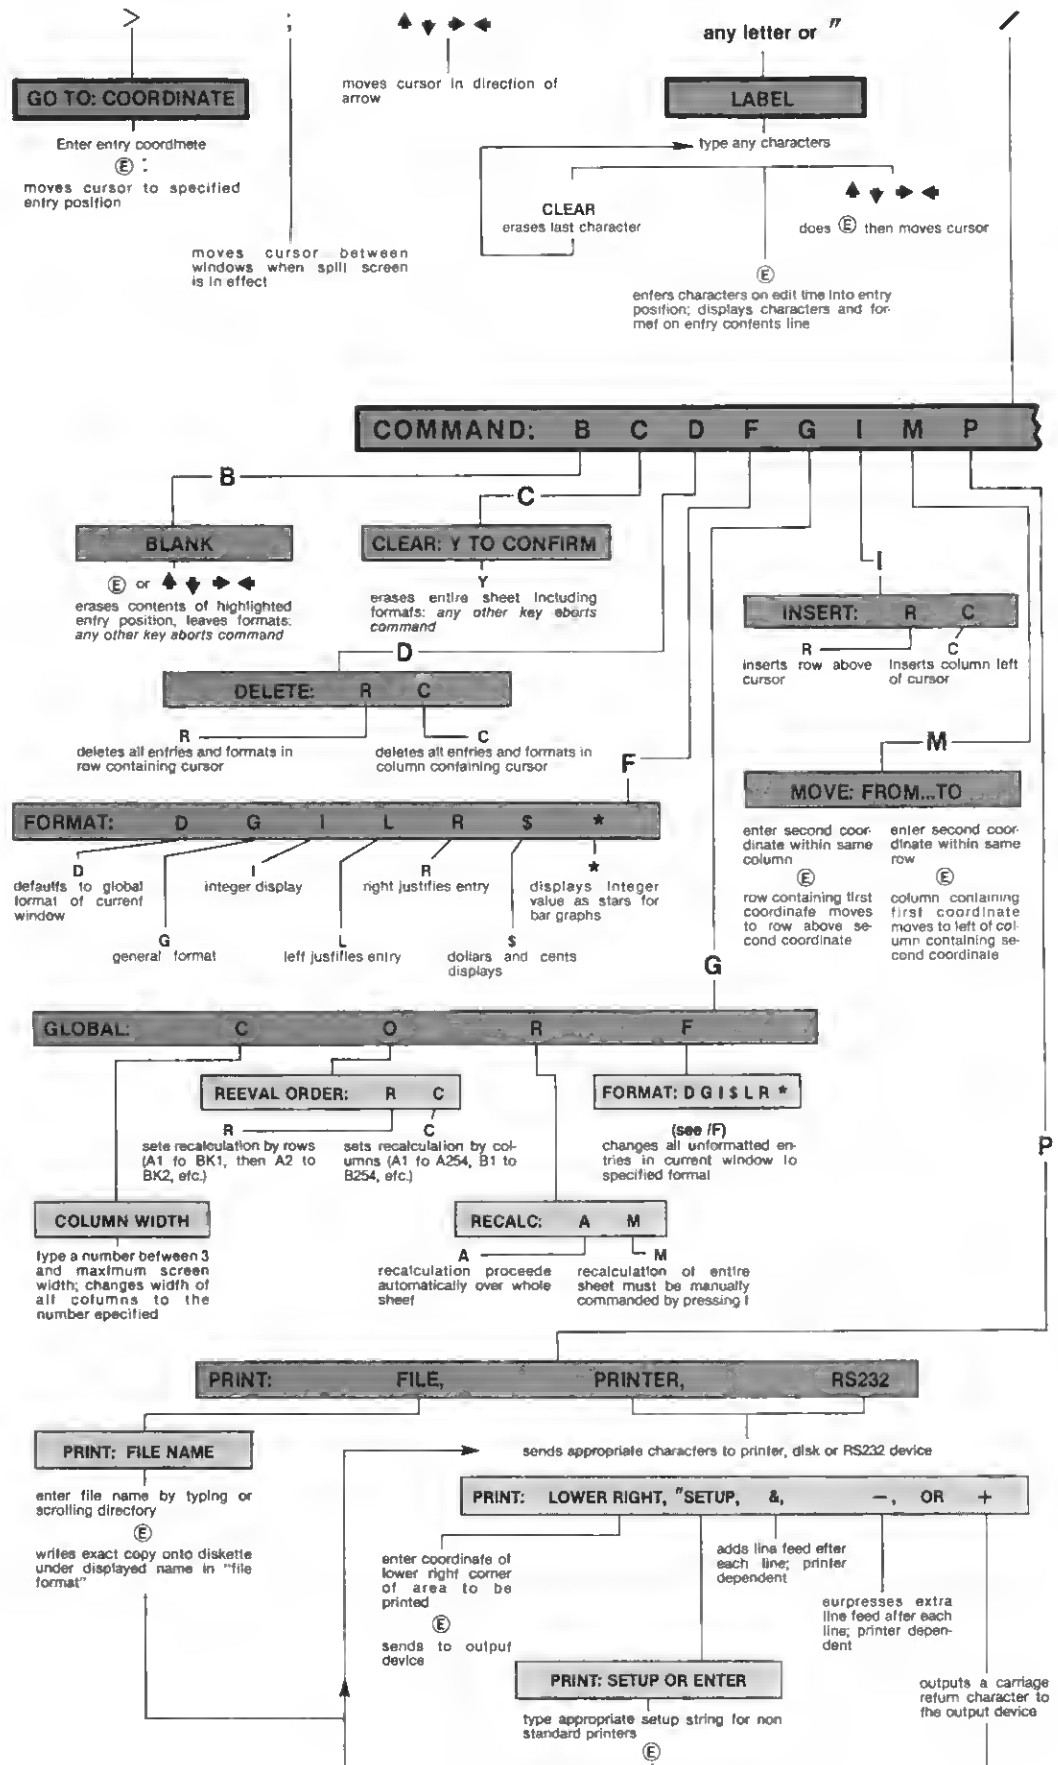 >
;
any letter or "
/
GO TO: COORDINATE
Enter entry coordinate
Ⓔ :
moves cursor to specified
entry position
moves cursor between
windows when split screen
is in effect
moves cursor in direction of
arrow
LABEL
type any characters
CLEAR
erases last character
does Ⓔ then moves cursor
Ⓔ
enters characters on edit line into entry
position; displays characters and for-
mat on entry contents line
COMMAND: B C D F G I M P
B
BLANK
Ⓔ or
erases contents of highlighted
entry position, leaves formats:
any other key aborts command
C
CLEAR: Y TO CONFIRM
Y
erases entire sheet including
formats: any other key aborts
command
D
DELETE: R C
R
deletes all entries and formats in
row containing cursor
C
deletes all entries and formats in
column containing cursor
I
INSERT: R C
R
inserts row above
cursor
C
Inserts column left
of cursor
M
MOVE: FROM...TO
enter second coor-
dinate within same
column
Ⓔ
row containing first
coordinate moves
to row above se-
cond coordinate
enter second coor-
dinate within same
row
Ⓔ
column containing
first coordinate
moves to left of col-
umn containing se-
cond coordinate
F
FORMAT: D G I L R $ *
D
defaults to global
format of current
window
G
general format
I
integer display
L
left justifies entry
R
right justifies entry
$
dollars and cents
displays
*
displays Integer
value as stars for
bar graphs
G
GLOBAL: C O R F
REEVAL ORDER: R C
R
sets recalculation by rows
(A1 to BK1, then A2 to
BK2, etc.)
C
sets recalculation by col-
umns (A1 to A254, B1 to
B254, etc.)
FORMAT: D G I $ L R *
(see /F)
changes all unformatted en-
tries in current window to
specified format
COLUMN WIDTH
type a number between 3
and maximum screen
width; changes width of
all columns to the
number specified
RECALC: A M
A
recalculation proceeds
automatically over whole
sheet
M
recalculation of entire
sheet must be manually
commanded by pressing !
P
PRINT: FILE, PRINTER, RS232
PRINT: FILE NAME
enter file name by typing or
scrolling directory
Ⓔ
writes exact copy onto diskette
under displayed name in "file
format"
sends appropriate characters to printer, disk or RS232 device
PRINT: LOWER RIGHT, "SETUP, &, −, OR +
enter coordinate of
lower right corner
of area to be
printed
Ⓔ
sends to output
device
adds line feed after
each line; printer
dependent
surpresses extra
line feed after each
line; printer depen-
dent
PRINT: SETUP OR ENTER
type appropriate setup string for non
standard printers
Ⓔ
outputs a carriage
return character to
the output device